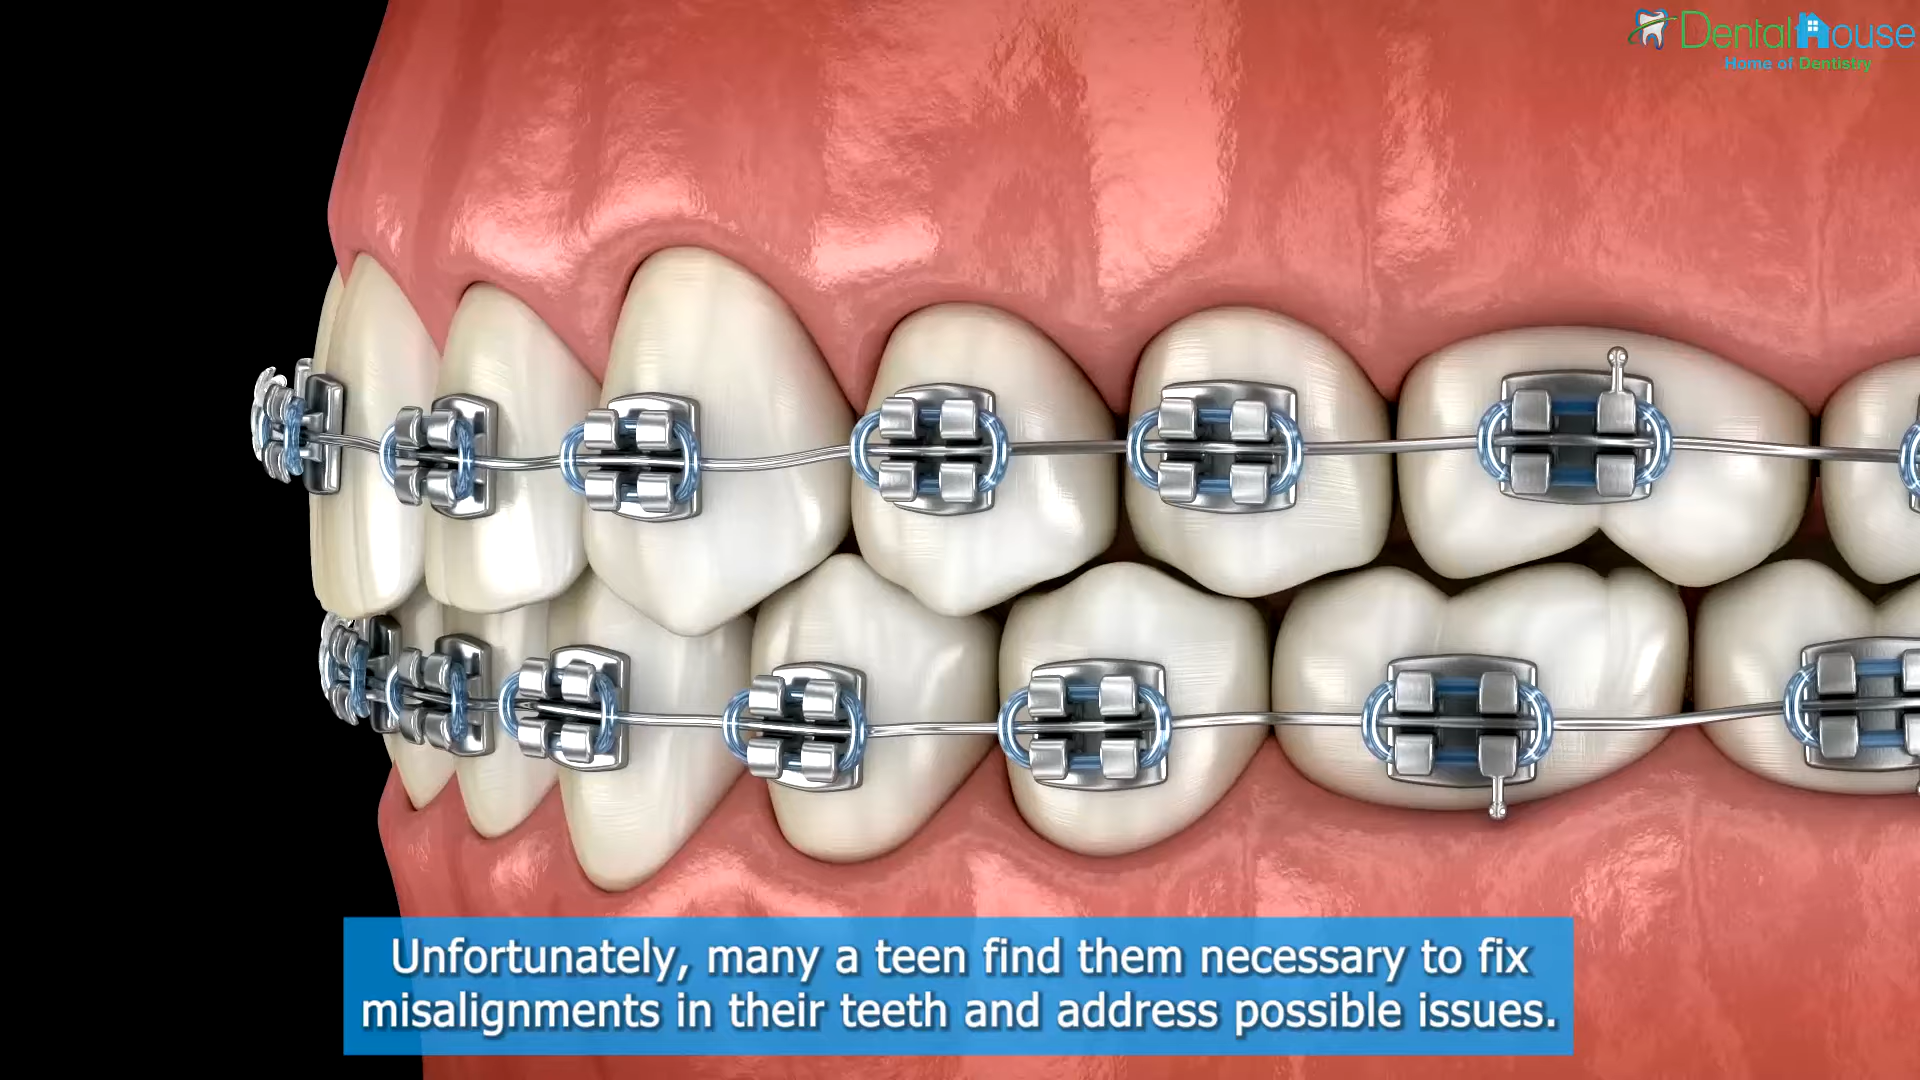 DentalHouse
Home of Dentistry
Unfortunately, many a teen find them necessary to fix
misalignments in their teeth and address possible issues.